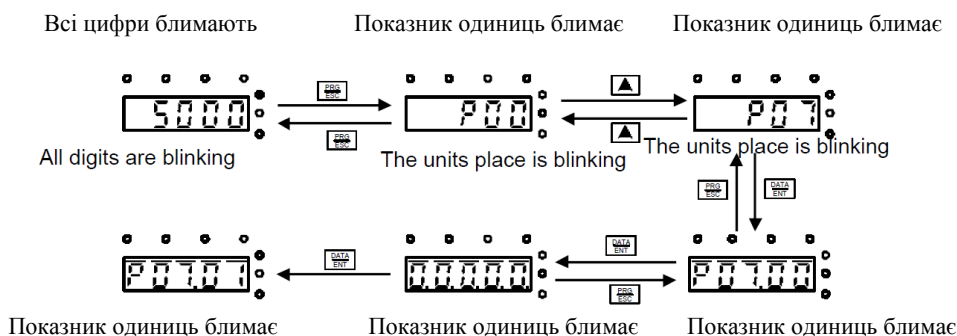 Всі цифри блимають Показник одиниць блимає Показник одиниць блимає
PRG
ESC
5000 P00 P07
PRG
ESC
All digits are blinking The units place is blinking The units place is blinking
PRG
ESC
DATA
ENT
DATA
ENT
DATA
ENT
P07.01 0.0.0.0 P07.00
PRG
ESC
Показник одиниць блимає Показник одиниць блимає Показник одиниць блимає